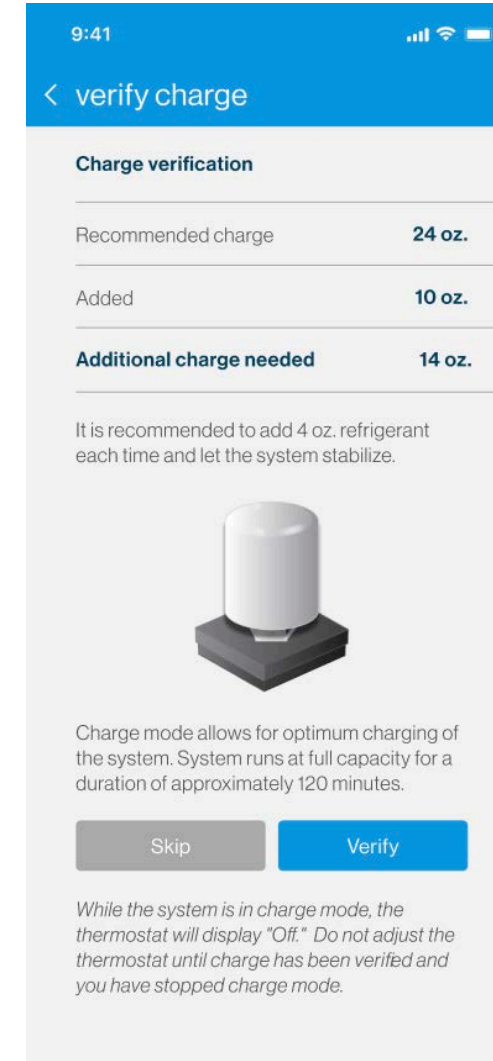 9:41
verify charge
Charge verification
Recommended charge 24 oz.
Added 10 oz.
Additional charge needed 14 oz.
It is recommended to add 4 oz. refrigerant
each time and let the system stabilize.
Charge mode allows for optimum charging of
the system. System runs at full capacity for a
duration of approximately 120 minutes.
Skip Verify
While the system is in charge mode, the
thermostat will display "Off." Do not adjust the
thermostat until charge has been verified and
you have stopped charge mode.